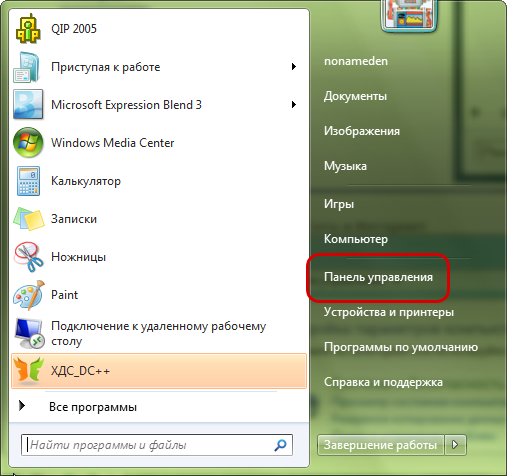 QIP 2005
Приступая к работе
Microsoft Expression Blend 3
Windows Media Center
Калькулятор
Записки
Ножницы
Paint
Подключение к удаленному рабочему
столу
ХДС_DC++
Все программы
Найти программы и файлы
nonameden
Документы
Изображения
Музыка
Игры
Компьютер
Панель управления
Устройства и принтеры
Программы по умолчанию
Справка и поддержка
Завершение работы